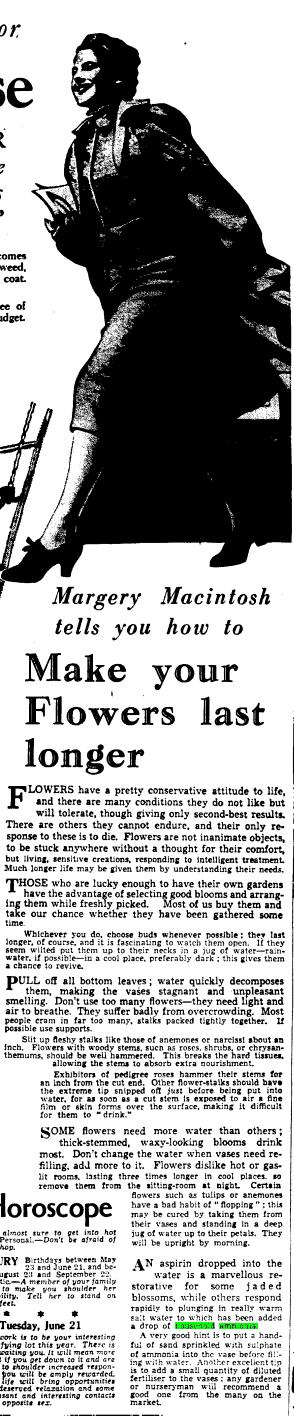 or
se
R
e
s
comes
weed,
coat.
ee of
udget.
Margery Macintosh
tells you how to
Make your
Flowers last
longer
FLOWERS have a pretty conservative attitude to life,
and there are many conditions they do not like but
will tolerate, though giving only second-best results.
There are others they cannot endure, and their only re-
sponse to these is to die. Flowers are not inanimate objects,
to be stuck anywhere without a thought for their comfort,
but living, sensitive creations, responding to intelligent treatment.
Much longer life may be given them by understanding their needs.
THOSE who are lucky enough to have their own gardens
have the advantage of selecting good blooms and arrang-
ing them while freshly picked. Most of us buy them and
take our chance whether they have been gathered some
time.
Whichever you do, choose buds whenever possible; they last
longer, of course, and it is fascinating to watch them open. If they
seem wilted put them up to their necks in a jug of water—rain-
water, if possible—in a cool place, preferably dark; this gives them
a chance to revive.
PULL off all bottom leaves; water quickly decomposes
them, making the vases stagnant and unpleasant
smelling. Don't use too many flowers—they need light and
air to breathe. They suffer badly from overcrowding. Most
people cram in far too many, stalks packed tightly together. If
possible use supports.
Slit up fleshy stalks like those of anemones or narcissi about an
inch. Flowers with woody stems, such as roses, shrubs, or chrysan-
themums, should be well hammered. This breaks the hard tissues,
allowing the stems to absorb extra nourishment.
Exhibitors of pedigree roses hammer their stems for
an inch from the cut end. Other flower-stalks should have
the extreme tip snipped off just before being put into
water, for as soon as a cut stem is exposed to air a fine
film or skin forms over the surface, making it difficult
for them to "drink."
SOME flowers need more water than others;
thick-stemmed, waxy-looking blooms drink
most. Don't change the water when vases need re-
filling, add more to it. Flowers dislike hot or gas-
lit rooms, lasting three times longer in cool places, so
remove them from the sitting-room at night. Certain
flowers such as tulips or anemones
have a bad habit of "flopping"; this
may be cured by taking them from
their vases and standing in a deep
jug of water up to their petals. They
will be upright by morning.
AN aspirin dropped into the
water is a marvellous re-
storative for some jaded
blossoms, while others respond
rapidly to plunging in really warm
salt water to which has been added
a drop of household ammonia.
A very good hint is to put a hand-
ful of sand sprinkled with sulphate
of ammonia into the vase before fill-
ing with water. Another excellent tip
is to add a small quantity of diluted
fertiliser to the vases; any gardener
or nurseryman will recommend a
good one from the many on the
market.
Horoscope
almost sure to get into hot
Personal.—Don't be afraid of
hop.
URY Birthdays between May
23 and June 21, and be-
ugust 23 and September 22.
tic.—A member of your family
to make you shoulder her
ility. Tell her to stand on
feet.
* * *
Tuesday, June 21
work is to be your interesting
fying lot this year. There is
waiting you. It will mean more
t if you get down to it and are
to shoulder increased respon-
you will be amply rewarded.
life will bring opportunities
deserved relaxation and some
sant and interesting contacts
opposite sex.